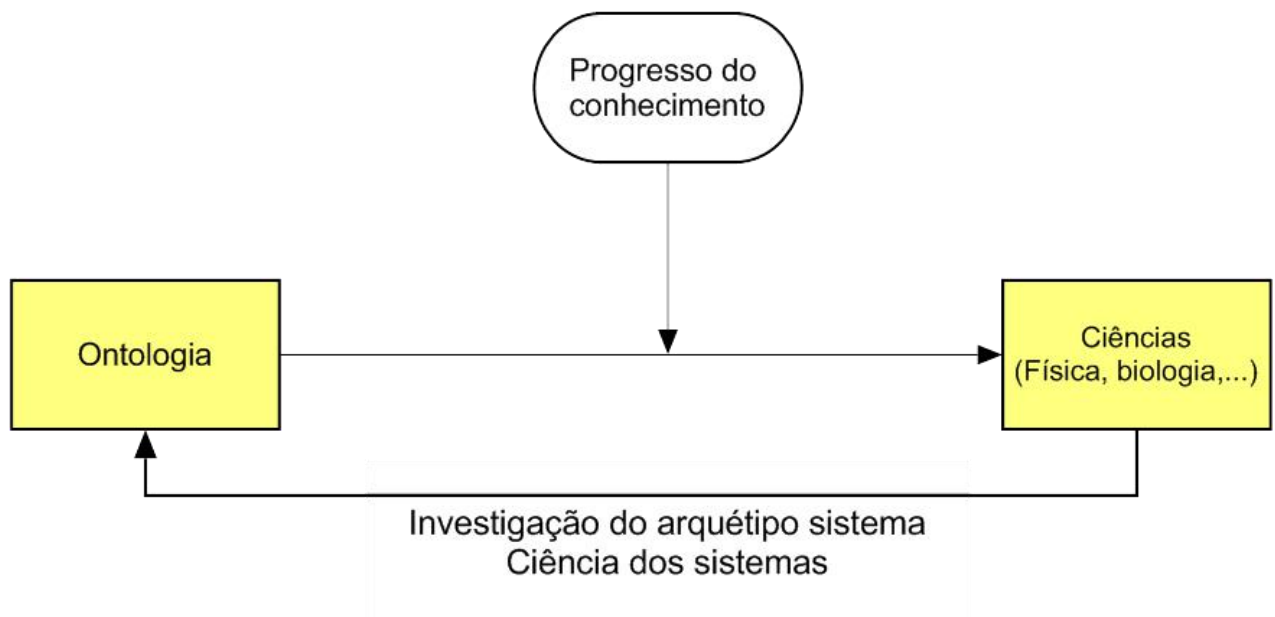 Progresso do
conhecimento
Ontologia
Ciências
(Física, biologia,...)
Investigação do arquétipo sistema
Ciência dos sistemas